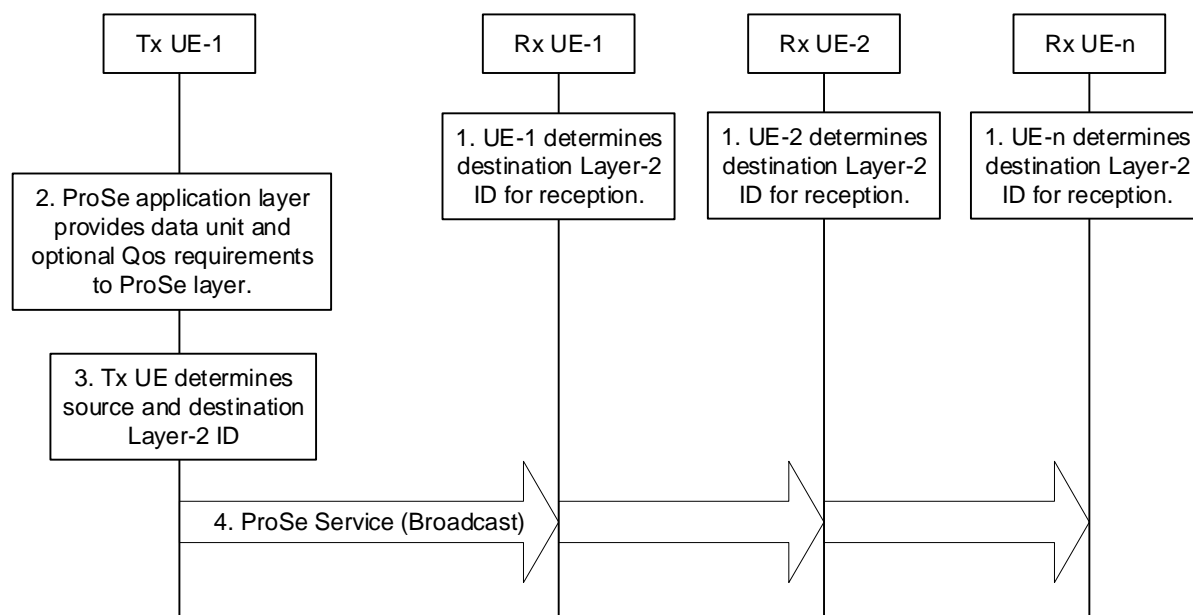 Tx UE-1
Rx UE-1
Rx UE-2
Rx UE-n
1. UE-1 determines
destination Layer-2
ID for reception.
1. UE-2 determines
destination Layer-2
ID for reception.
1. UE-n determines
destination Layer-2
ID for reception.
2. ProSe application layer
provides data unit and
optional Qos requirements
to ProSe layer.
3. Tx UE determines
source and destination
Layer-2 ID
4. ProSe Service (Broadcast)